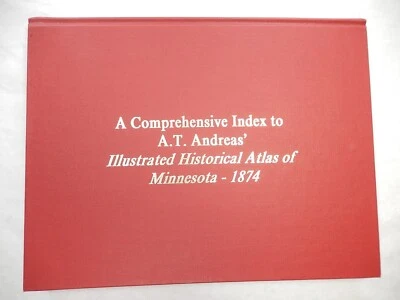 A Comprehensive Index to
A.T. Andreas'
Illustrated Historical Atlas of
Minnesota - 1874